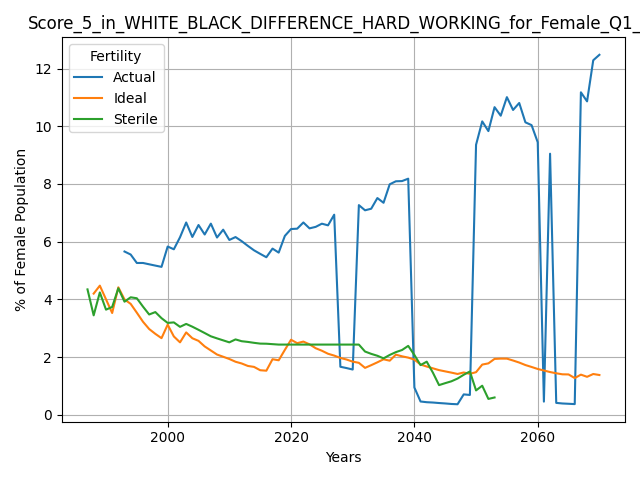 Score_5_in_WHITE_BLACK_DIFFERENCE_HARD_WORKING_for_Female_Q1_
Fertility
Actual
Ideal
Sterile
% of Female Population
12
10
8
6
4
2
0
2000
2020
2040
2060
Years